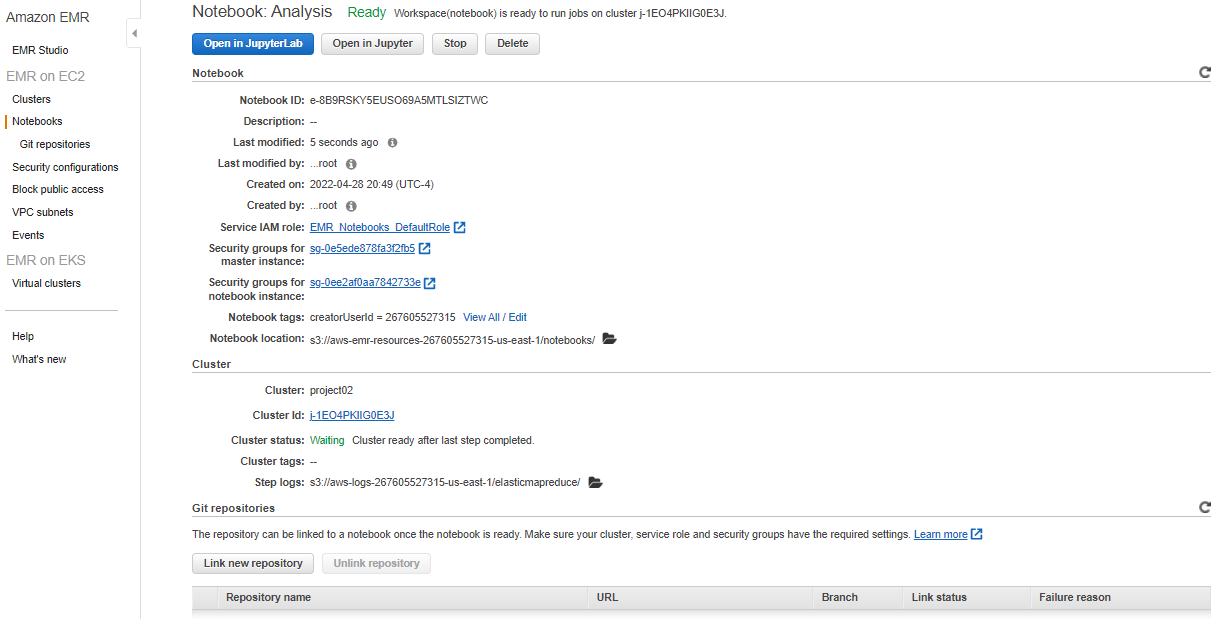 Amazon EMR
EMR Studio
EMR on EC2
Clusters
Notebooks
Git repositories
Security configurations
Block public access
VPC subnets
Events
EMR on EKS
Virtual clusters
Help
What's new
Notebook: Analysis Ready Workspace(notebook) is ready to run jobs on cluster j-1EO4PKIIG0E3J.
Open in JupyterLab Open in Jupyter Stop Delete
Notebook
Notebook ID: e-8B9RSKY5EUSO69A5MTLSIZTWC
Description: --
Last modified: 5 seconds ago
Last modified by: ...root
Created on: 2022-04-28 20:49 (UTC-4)
Created by: ...root
Service IAM role: EMR_Notebooks_DefaultRole
Security groups for master instance: sg-0e5ede878fa3f2fb5
Security groups for notebook instance: sg-0ee2af0aa7842733e
Notebook tags: creatorUserId = 267605527315 View All / Edit
Notebook location: s3://aws-emr-resources-267605527315-us-east-1/notebooks/
Cluster
Cluster: project02
Cluster Id: j-1EO4PKIIG0E3J
Cluster status: Waiting Cluster ready after last step completed.
Cluster tags: --
Step logs: s3://aws-logs-267605527315-us-east-1/elasticmapreduce/
Git repositories
The repository can be linked to a notebook once the notebook is ready. Make sure your cluster, service role and security groups have the required settings. Learn more
Link new repository Unlink repository
Repository name URL Branch Link status Failure reason